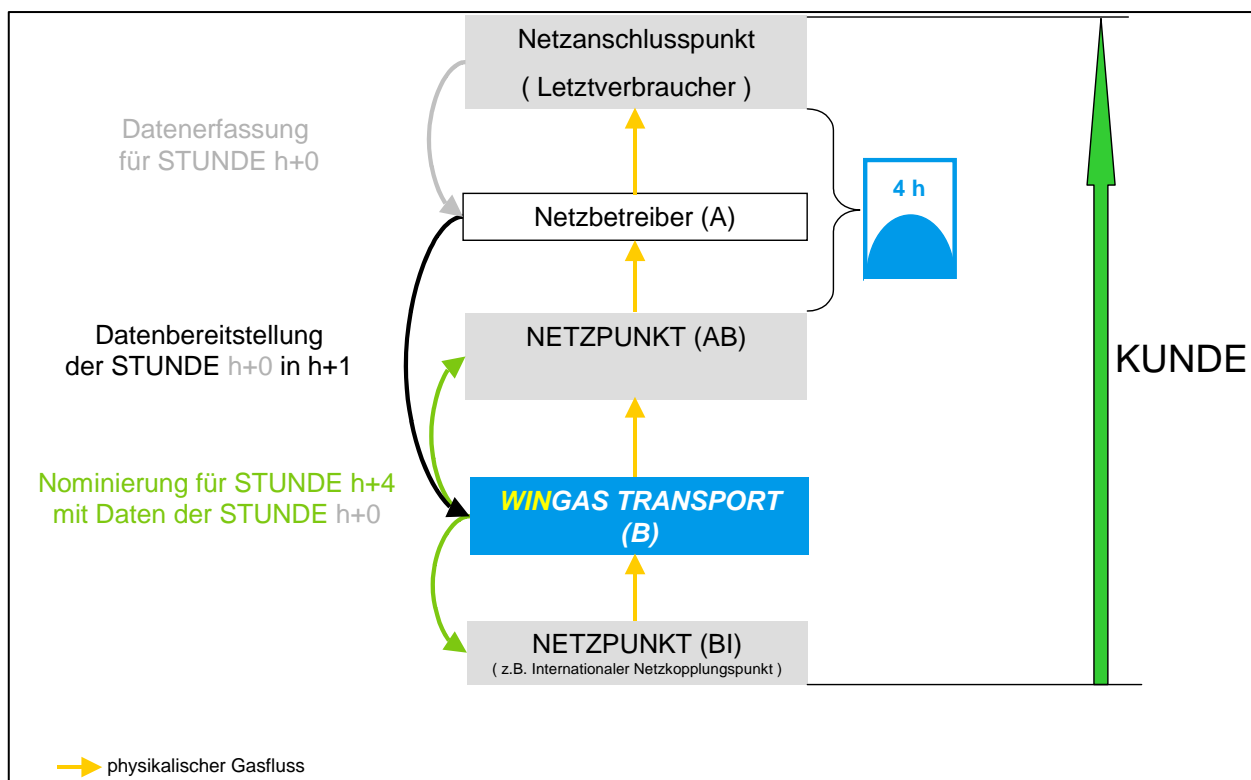 Netzanschlusspunkt
( Letztverbraucher )
Datenerfassung
für STUNDE h+0
4 h
Netzbetreiber (A)
Datenbereitstellung
der STUNDE h+0 in h+1
NETZPUNKT (AB)
KUNDE
Nominierung für STUNDE h+4
mit Daten der STUNDE h+0
WINGAS TRANSPORT
(B)
NETZPUNKT (BI)
( z.B. Internationaler Netzkopplungspunkt )
physikalischer Gasfluss